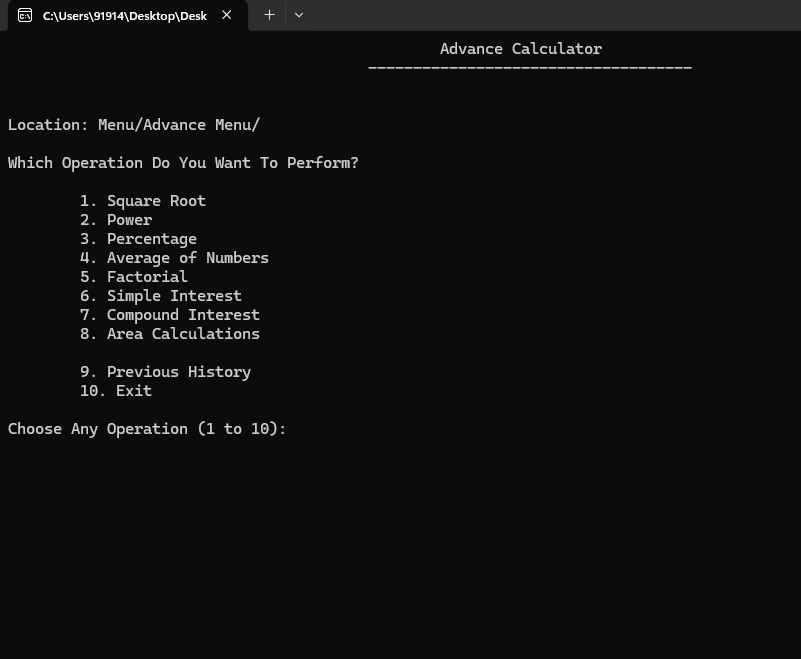 C:\Users\91914\Desktop\Desk
Advance Calculator
Location: Menu/Advance Menu/
Which Operation Do You Want To Perform?
1. Square Root
2. Power
3. Percentage
4. Average of Numbers
5. Factorial
6. Simple Interest
7. Compound Interest
8. Area Calculations
9. Previous History
10. Exit
Choose Any Operation (1 to 10):